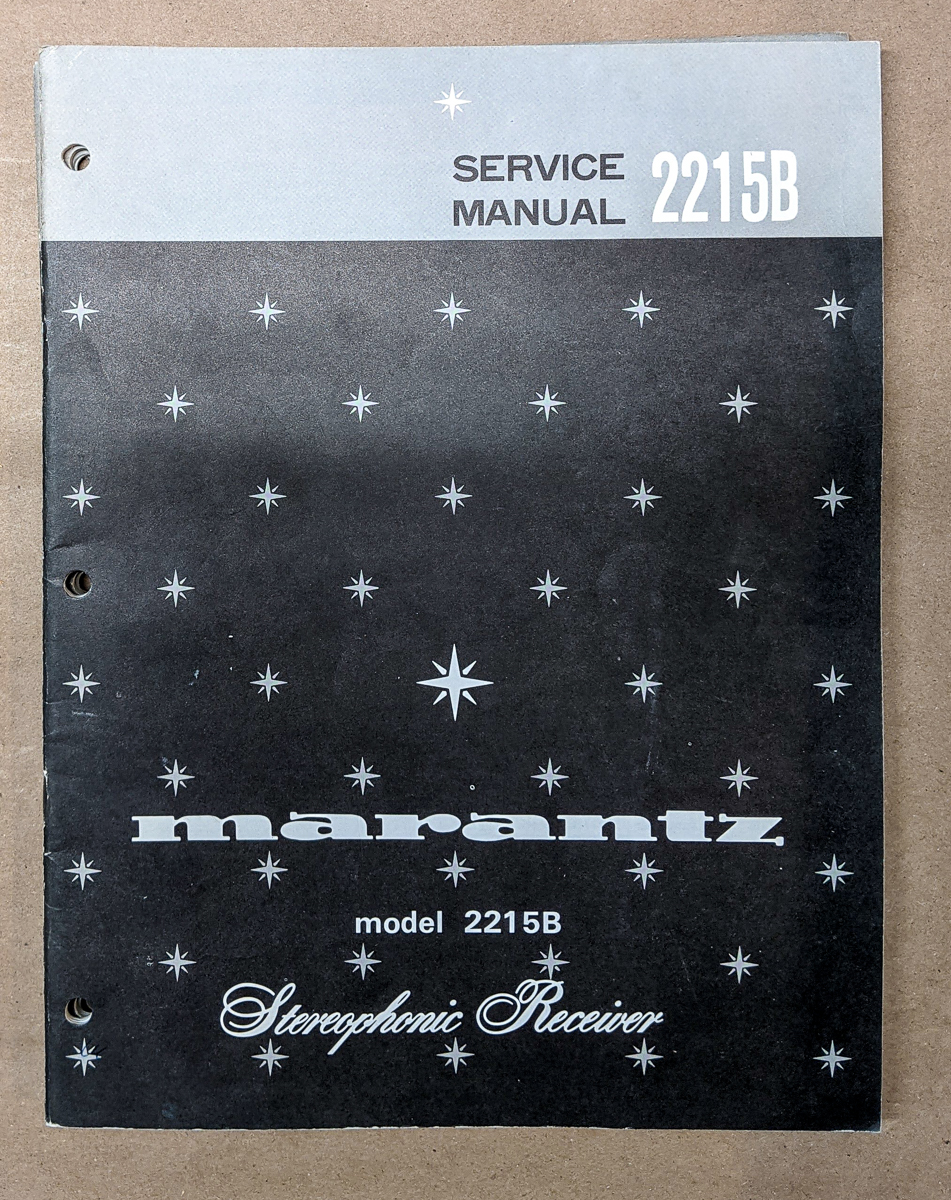 SERVICE
MANUAL 2215B
marantz
model 2215B
Stereophonic Receiver